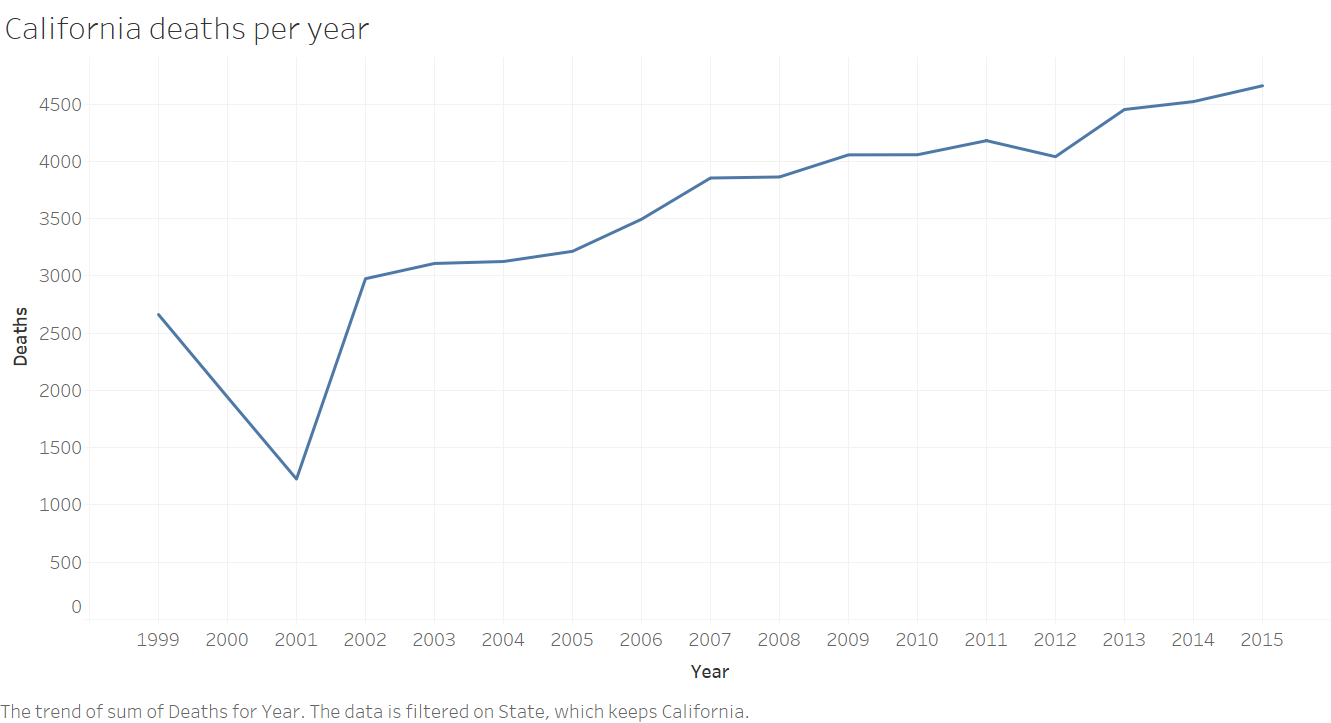 California deaths per year
4500
4000
3500
3000
2500
2000
1500
1000
500
0
Deaths
1999 2000 2001 2002 2003 2004 2005 2006 2007 2008 2009 2010 2011 2012 2013 2014 2015
Year
The trend of sum of Deaths for Year. The data is filtered on State, which keeps California.